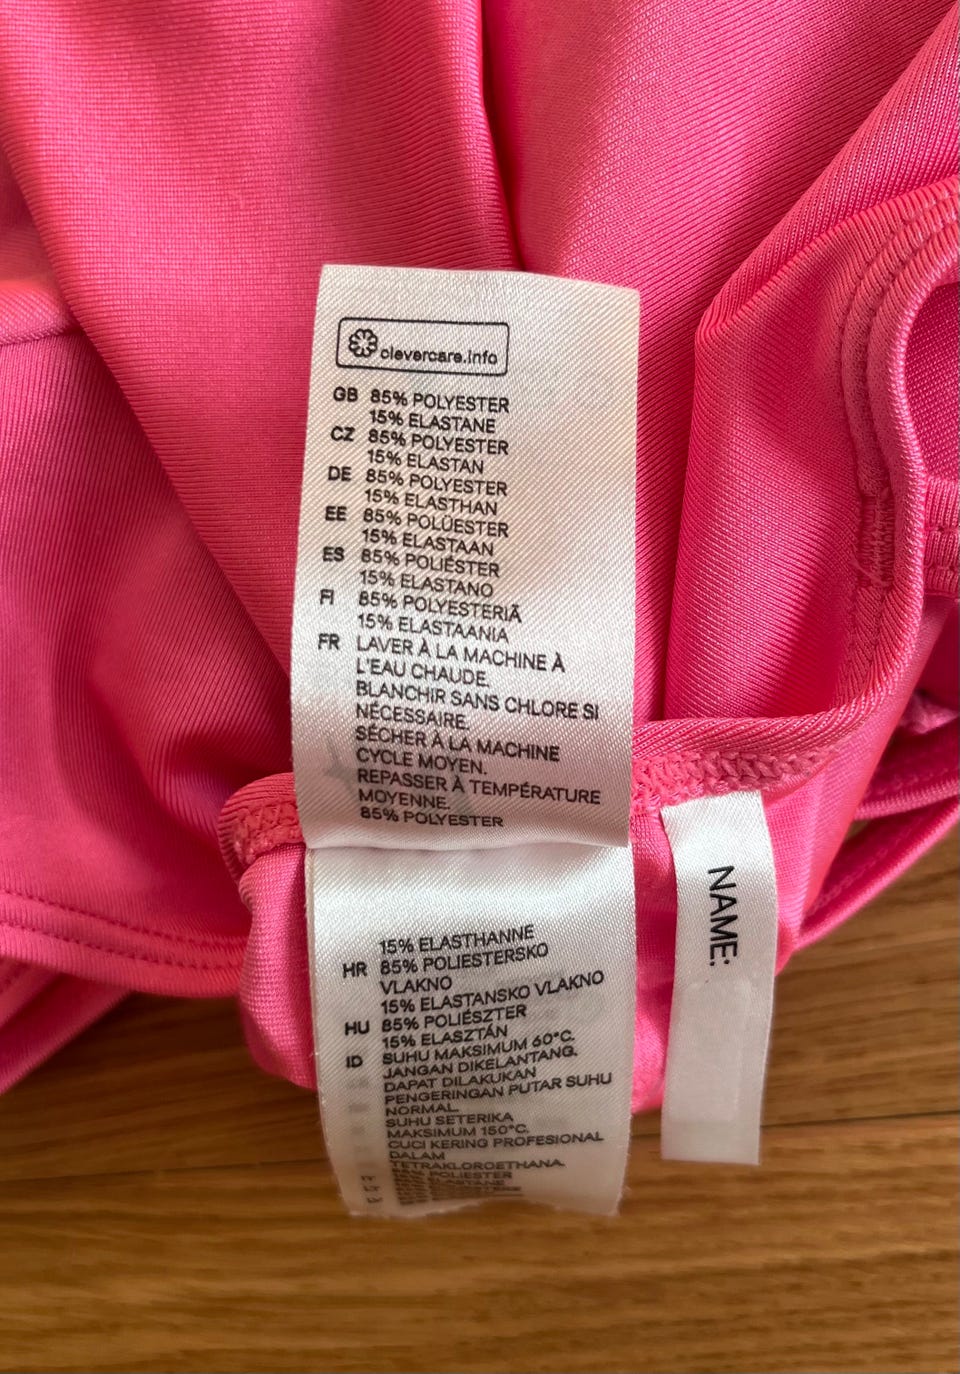 clevercare.info
GB 85% POLYESTER
15% ELASTANE
CZ 85% POLYESTER
15% ELASTAN
DE 85% POLYESTER
15% ELASTHAN
EE 85% POLÜESTER
15% ELASTAAN
ES 85% POLIÉSTER
15% ELASTANO
FI 85% POLYESTERIÄ
15% ELASTAANIA
FR LAVER À LA MACHINE À
L'EAU CHAUDE.
BLANCHIR SANS CHLORE SI
NÉCESSAIRE.
SÉCHER À LA MACHINE
CYCLE MOYEN.
REPASSER À TEMPÉRATURE
MOYENNE.
85% POLYESTER
15% ELASTHANNE
HR 85% POLIESTERSKO
VLAKNO
15% ELASTANSKO VLAKNO
HU 85% POLIÉSZTER
15% ELASZTÁN
ID SUHU MAKSIMUM 60°C.
JANGAN DIKELANTANG.
DAPAT DILAKUKAN
PENGERINGAN PUTAR SUHU
NORMAL.
SUHU SETERIKA
MAKSIMUM 150°C.
CUCI KERING PROFESIONAL
DALAM
TETRAKLOROETHANA.
85% POLIESTER
15% ELASTANE
NAME: